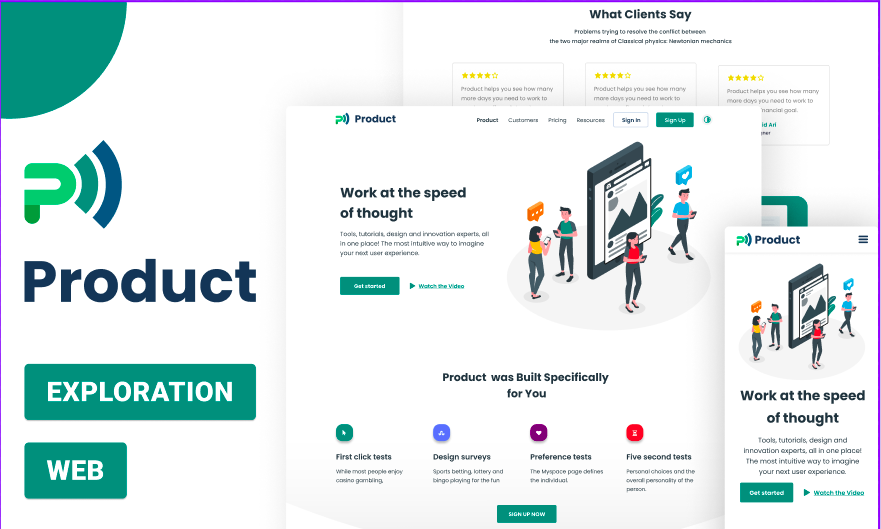 Product
EXPLORATION
WEB
What Clients Say
Problems trying to resolve the conflict between
the two major realms of Classical physics: Newtonian mechanics
Product helps you see how many
more days you need to work to
Product helps you see how many
more days you need to work to
Product helps you see how many
more days you need to work to
nancial goal.
id Ari
ner
Product
Product
Customers
Pricing
Resources
Sign In
Sign Up
Work at the speed
of thought
Tools, tutorials, design and innovation experts, all
in one place! The most intuitive way to imagine
your next user experience.
Get started
Watch the Video
Product was Built Specifically
for You
First click tests
While most people enjoy
casino gambling,
Design surveys
Sports betting, lottery and
bingo playing for the fun
Preference tests
The Myspace page defines
the individual.
Five second tests
Personal choices and the
overall personality of the
person.
SIGN UP NOW
Product
Work at the speed
of thought
Tools, tutorials, design and
innovation experts, all in one place!
The most intuitive way to imagine
your next user experience.
Get started
Watch the Video